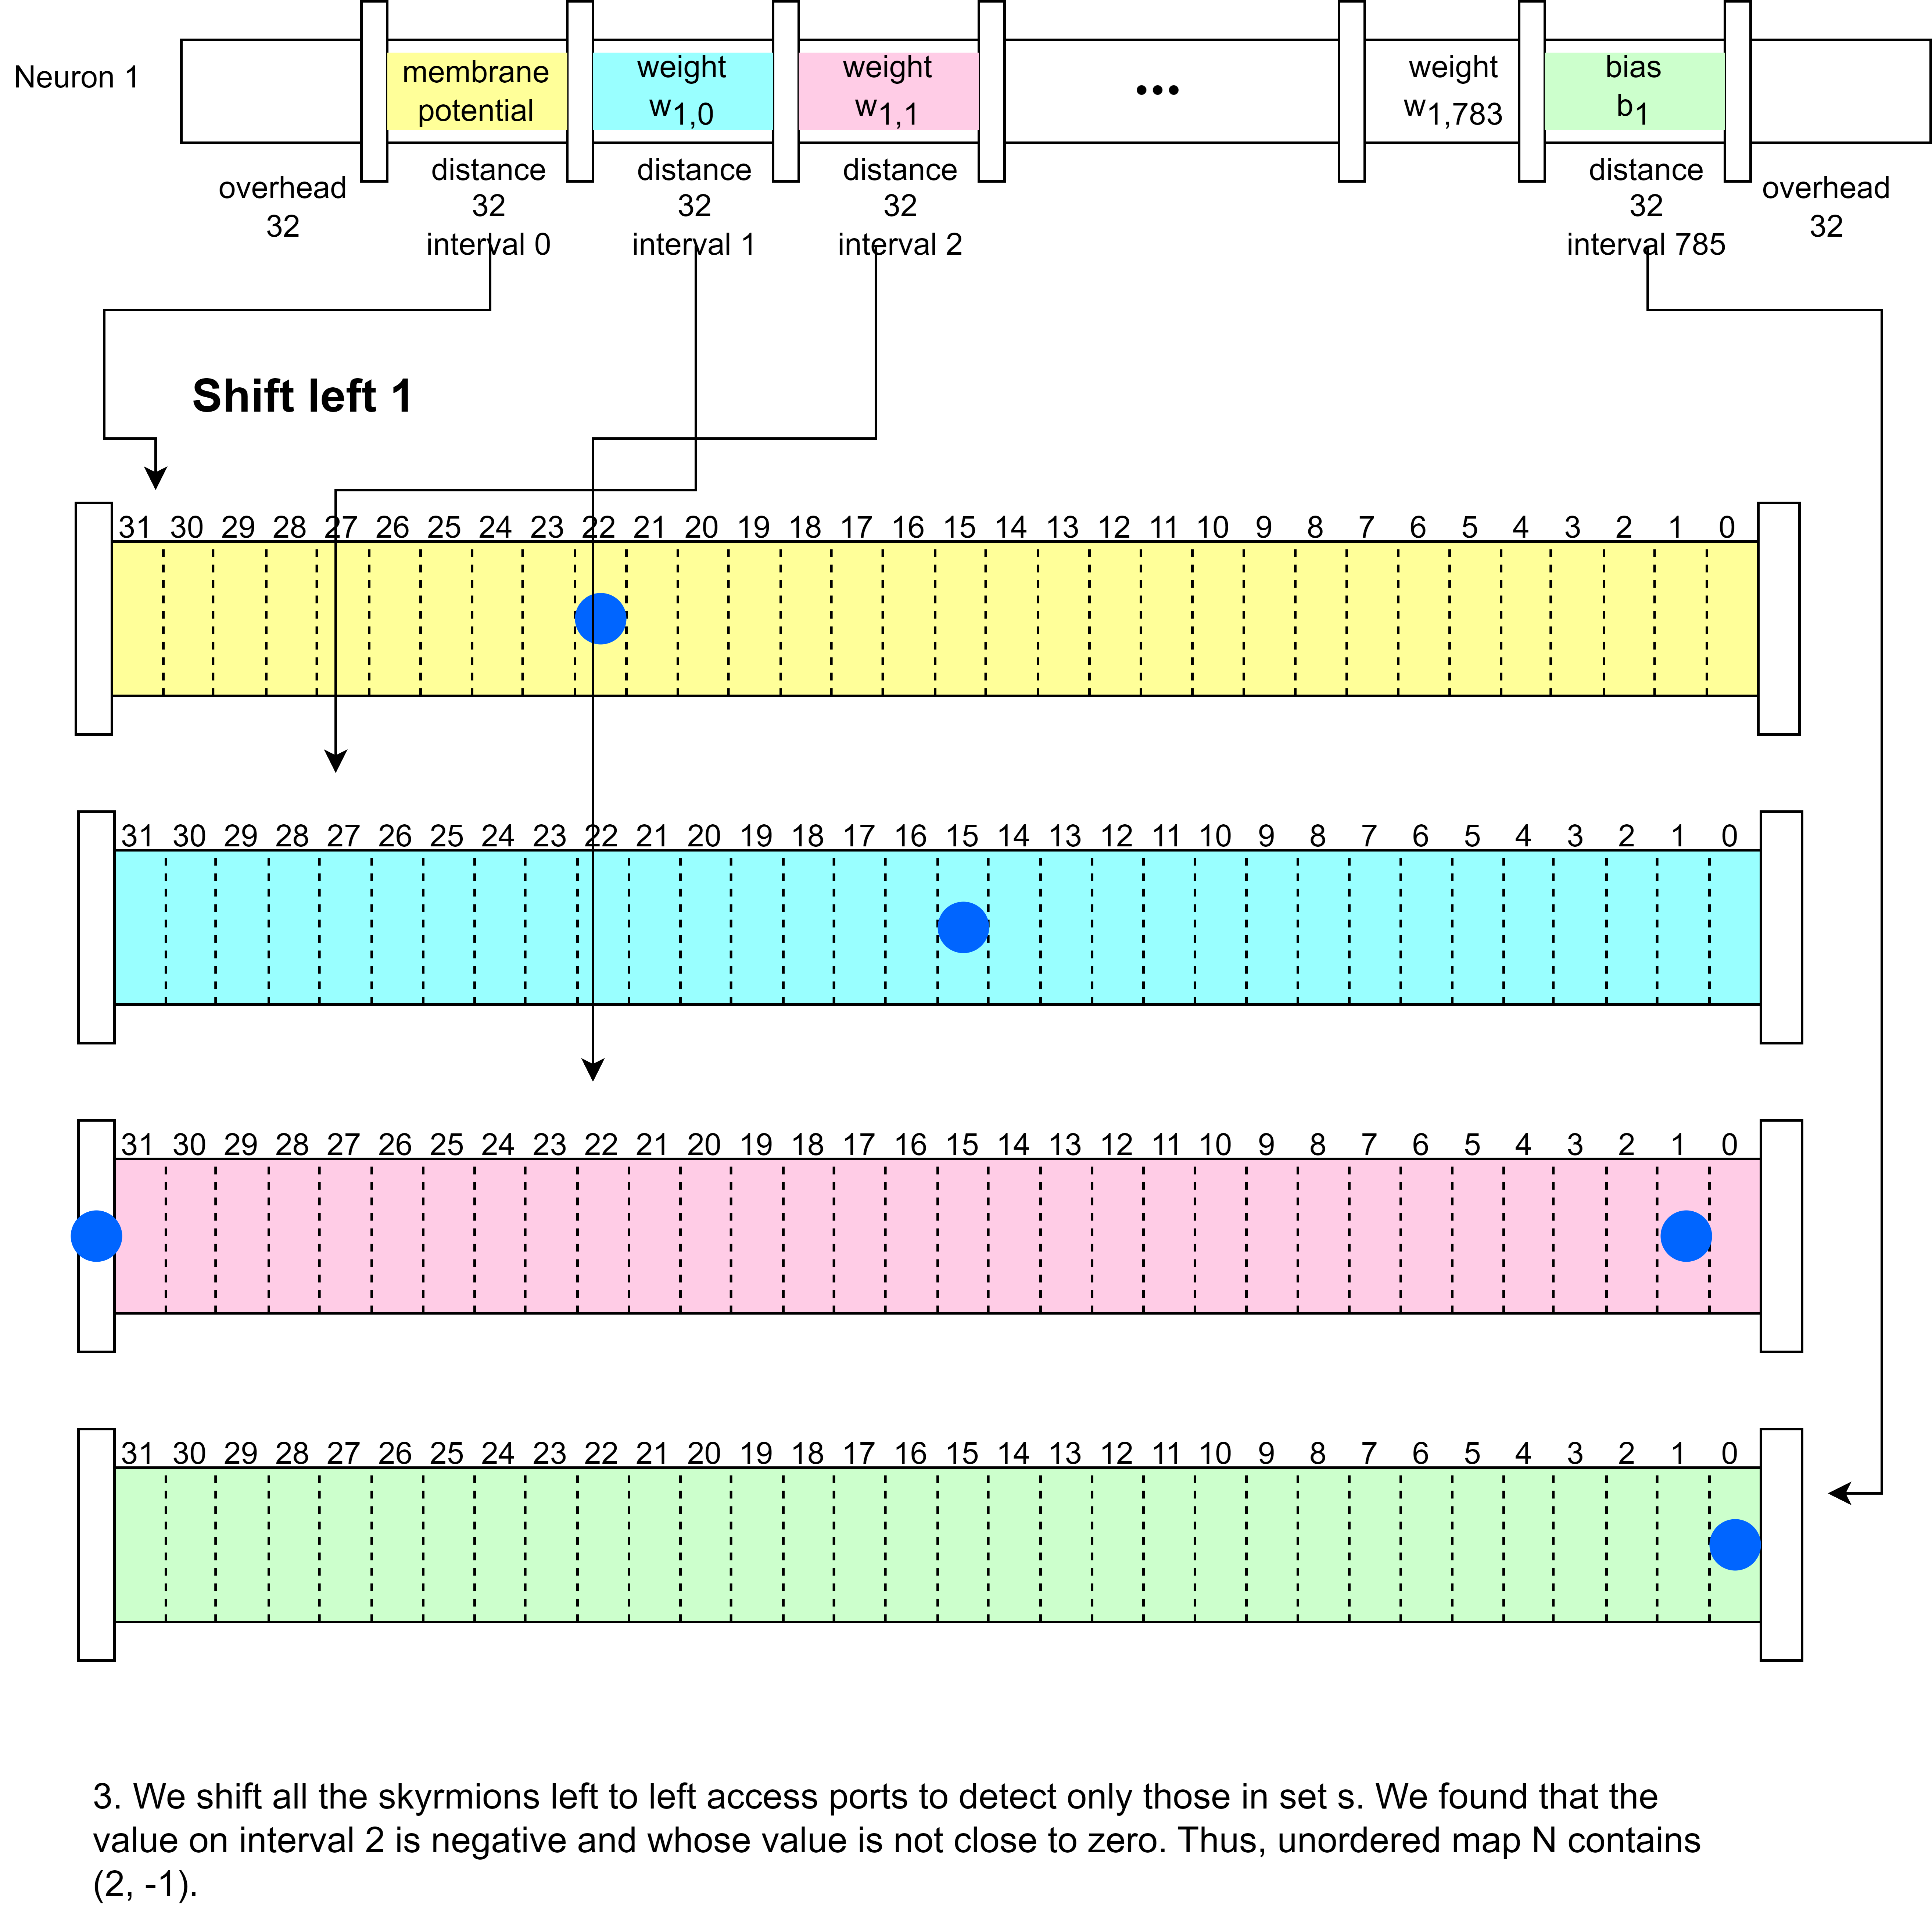 Neuron 1
membrane
potential
weight
w1,0
weight
w1,1
•••
weight
w1,783
bias
b1
overhead
32
distance
32
interval 0
distance
32
interval 1
distance
32
interval 2
distance
32
interval 785
overhead
32
Shift left 1
31 30 29 28 27 26 25 24 23 22 21 20 19 18 17 16 15 14 13 12 11 10 9 8 7 6 5 4 3 2 1 0
31 30 29 28 27 26 25 24 23 22 21 20 19 18 17 16 15 14 13 12 11 10 9 8 7 6 5 4 3 2 1 0
31 30 29 28 27 26 25 24 23 22 21 20 19 18 17 16 15 14 13 12 11 10 9 8 7 6 5 4 3 2 1 0
31 30 29 28 27 26 25 24 23 22 21 20 19 18 17 16 15 14 13 12 11 10 9 8 7 6 5 4 3 2 1 0
3. We shift all the skyrmions left to left access ports to detect only those in set s. We found that the
value on interval 2 is negative and whose value is not close to zero. Thus, unordered map N contains
(2, -1).